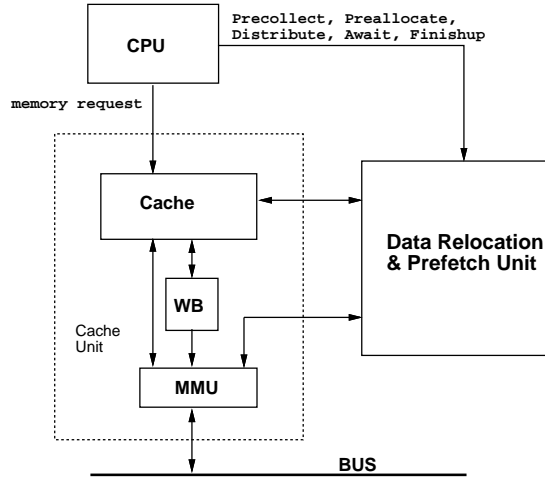 Precollect, Preallocate,
Distribute, Await, Finishup
CPU
memory request
Cache
Data Relocation
& Prefetch Unit
WB
Cache
Unit
MMU
BUS